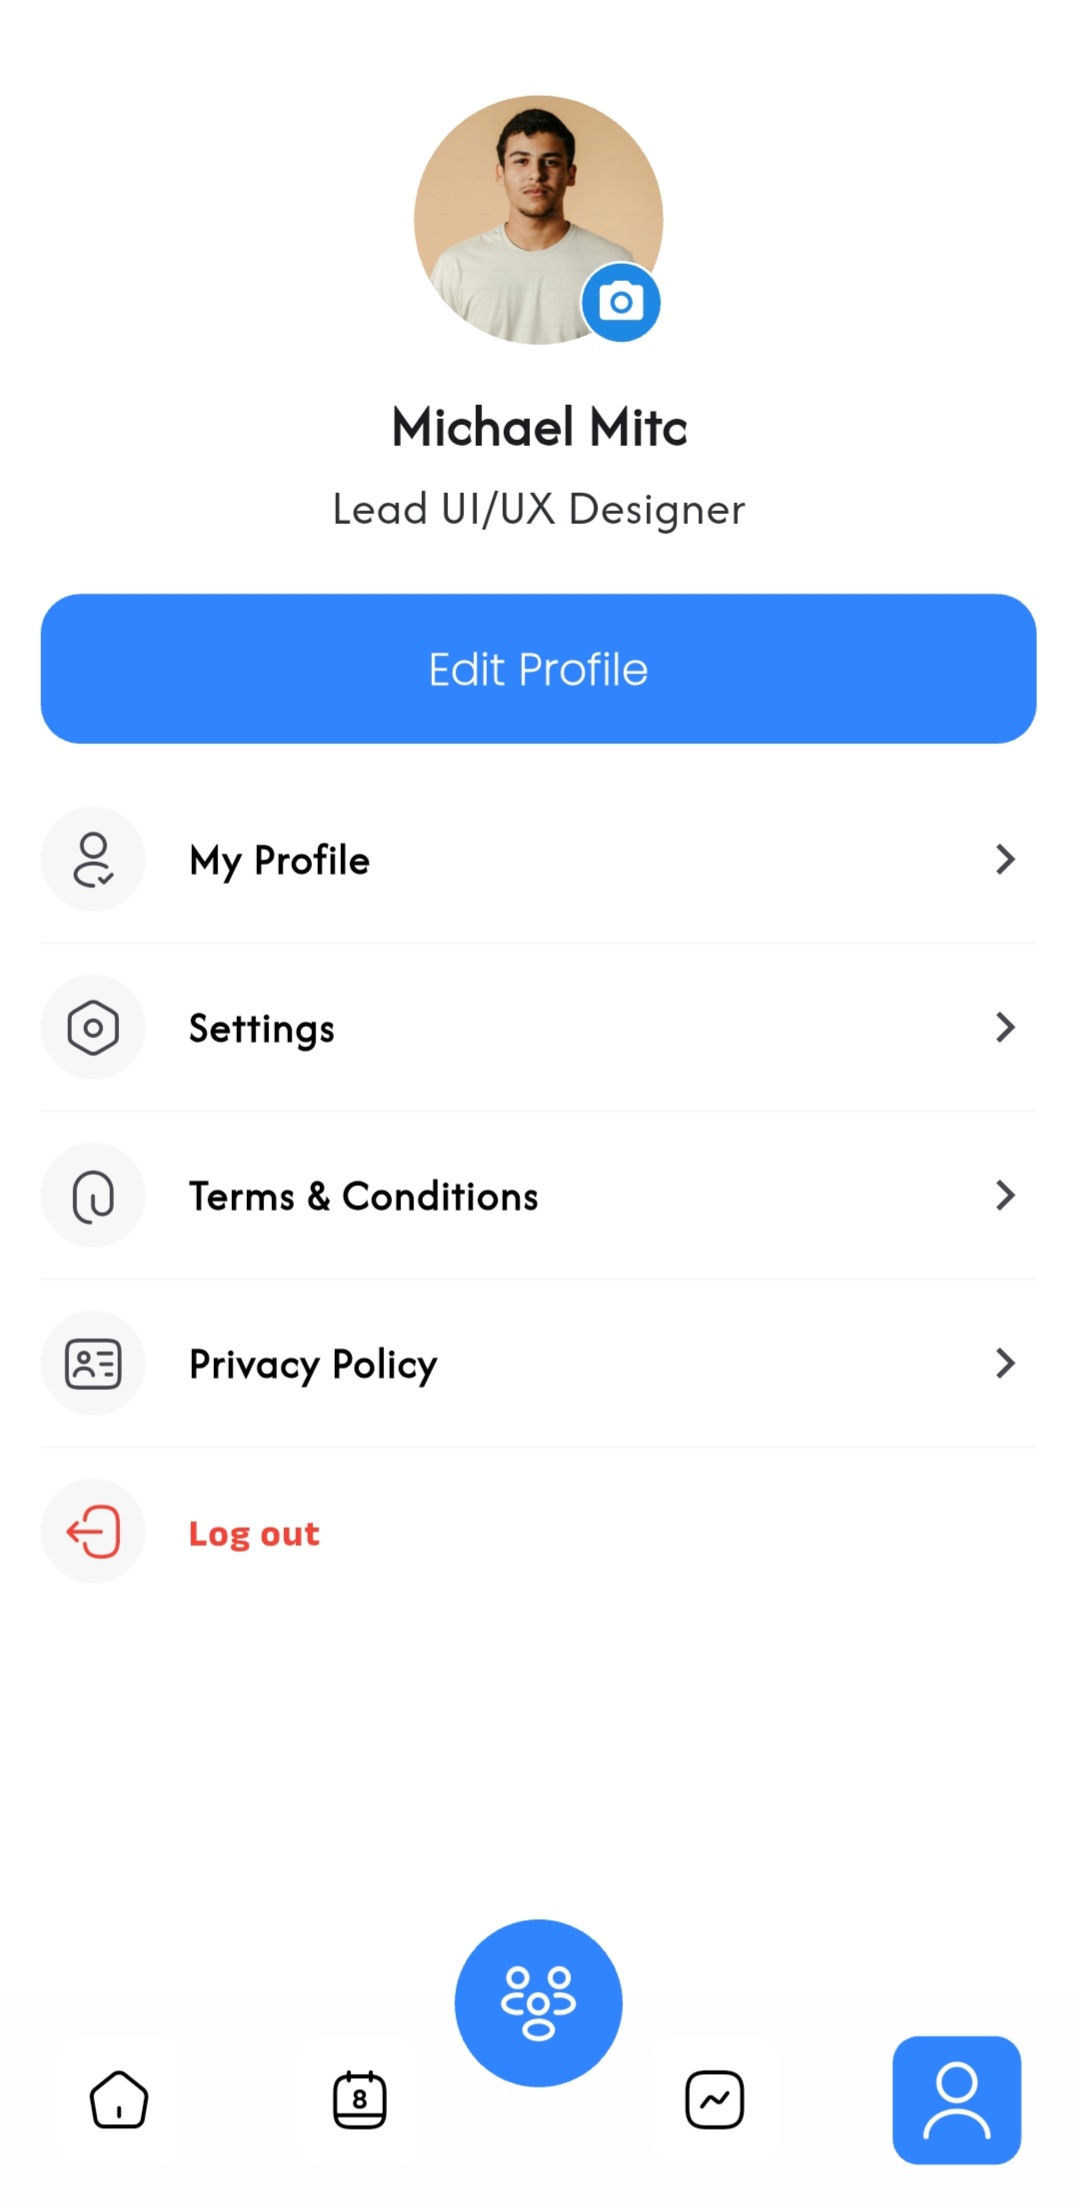 Michael Mitc
Lead UI/UX Designer
Edit Profile
My Profile
Settings
Terms & Conditions
Privacy Policy
Log out
8